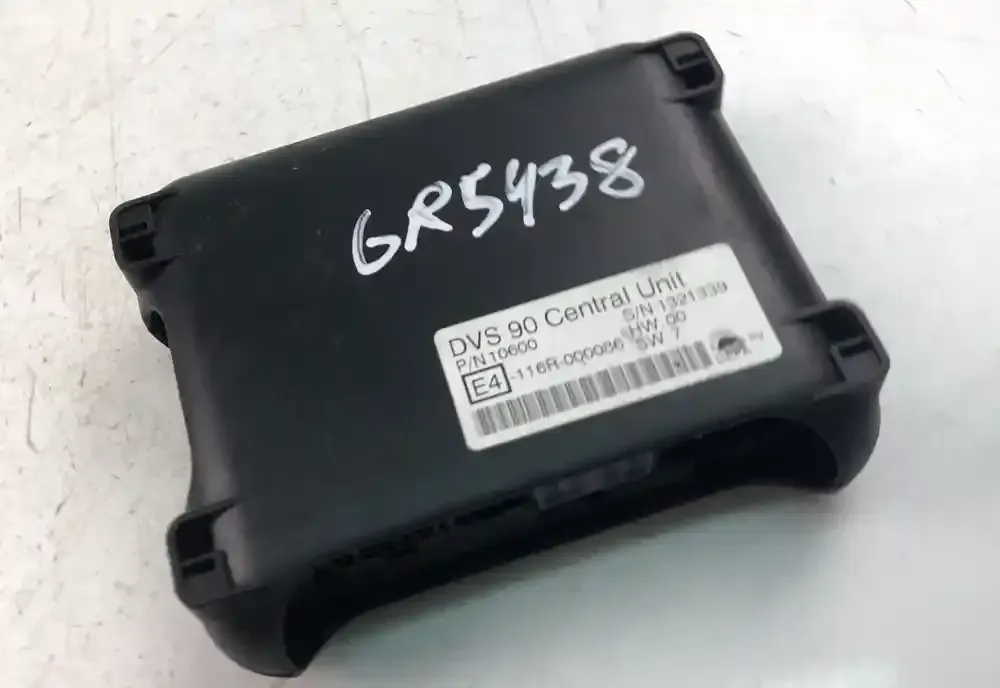 GR5438
DVS 90 Central Unit
P/N 10600 S/N 1321339
E4 -116R-000086 HW 00
SW 7